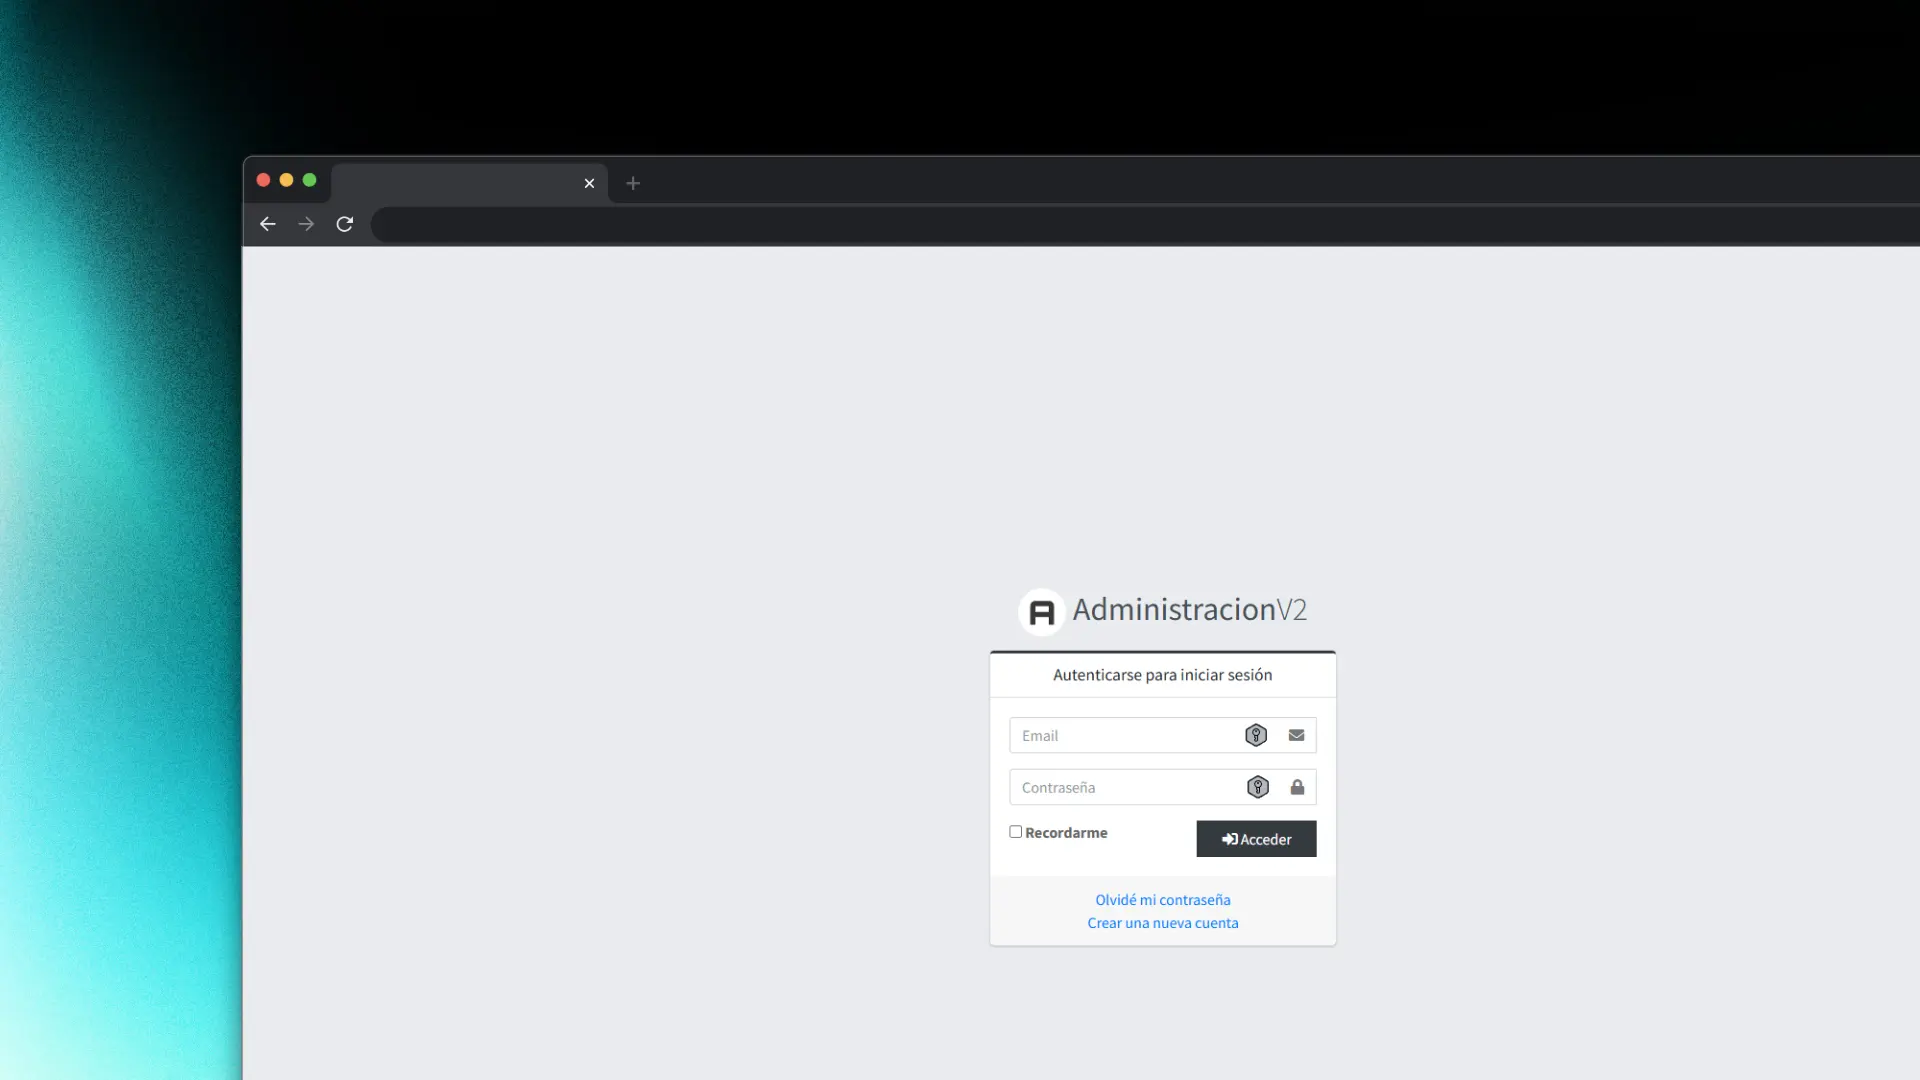 AdministracionV2
Autenticarse para iniciar sesión
Email
Contraseña
Recordarme
Acceder
Olvidé mi contraseña
Crear una nueva cuenta